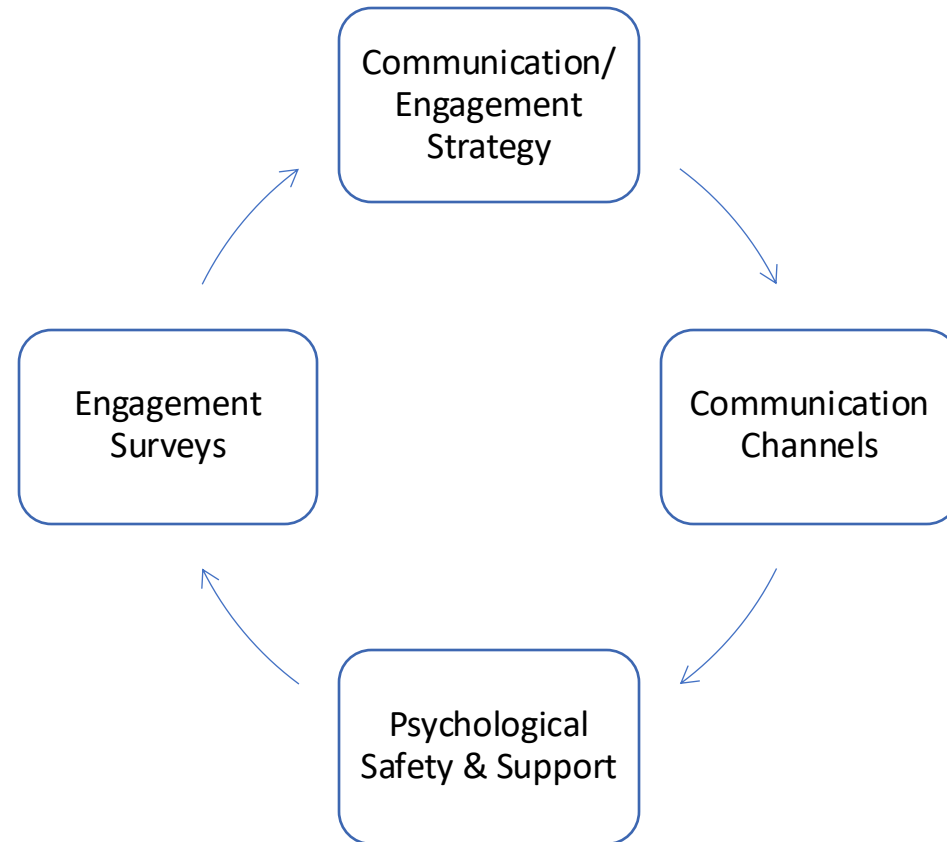 Communication/
Engagement
Strategy
Communication
Channels
Psychological
Safety & Support
Engagement
Surveys